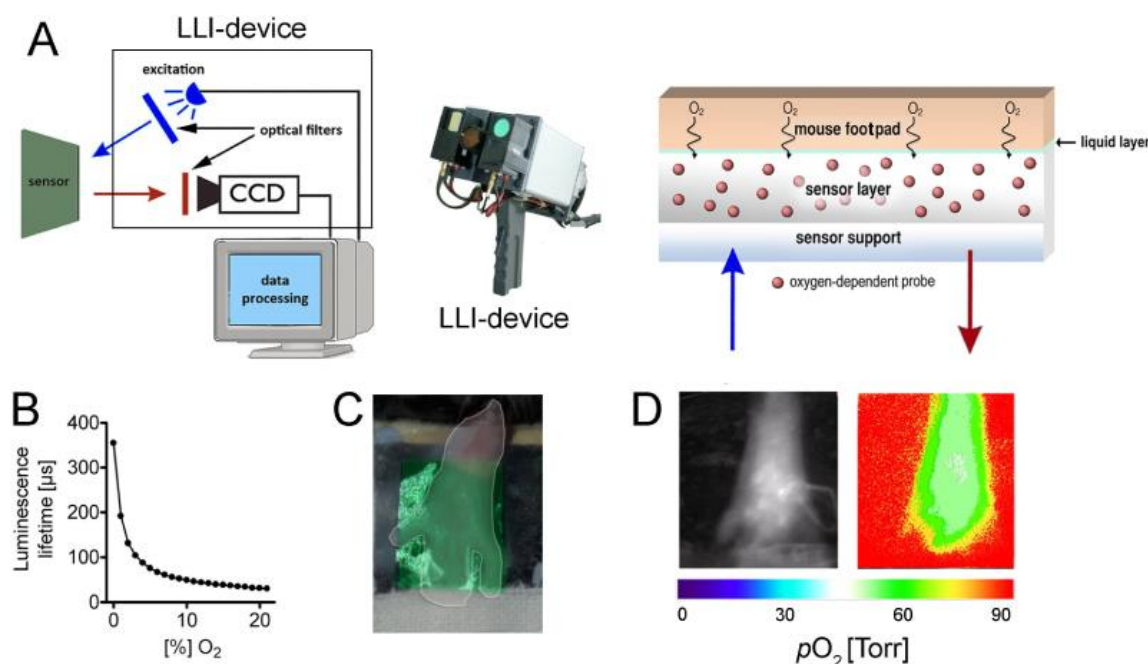 A
LLI-device
excitation
optical filters
sensor
CCD
data
processing
LLI-device
O2 O2 O2 O2
mouse footpad
liquid layer
sensor layer
sensor support
oxygen-dependent probe
B
Luminescence
lifetime [µs]
400
300
200
100
0
0 10 20
[%] O2
C
D
0 30 60 90
pO2 [Torr]